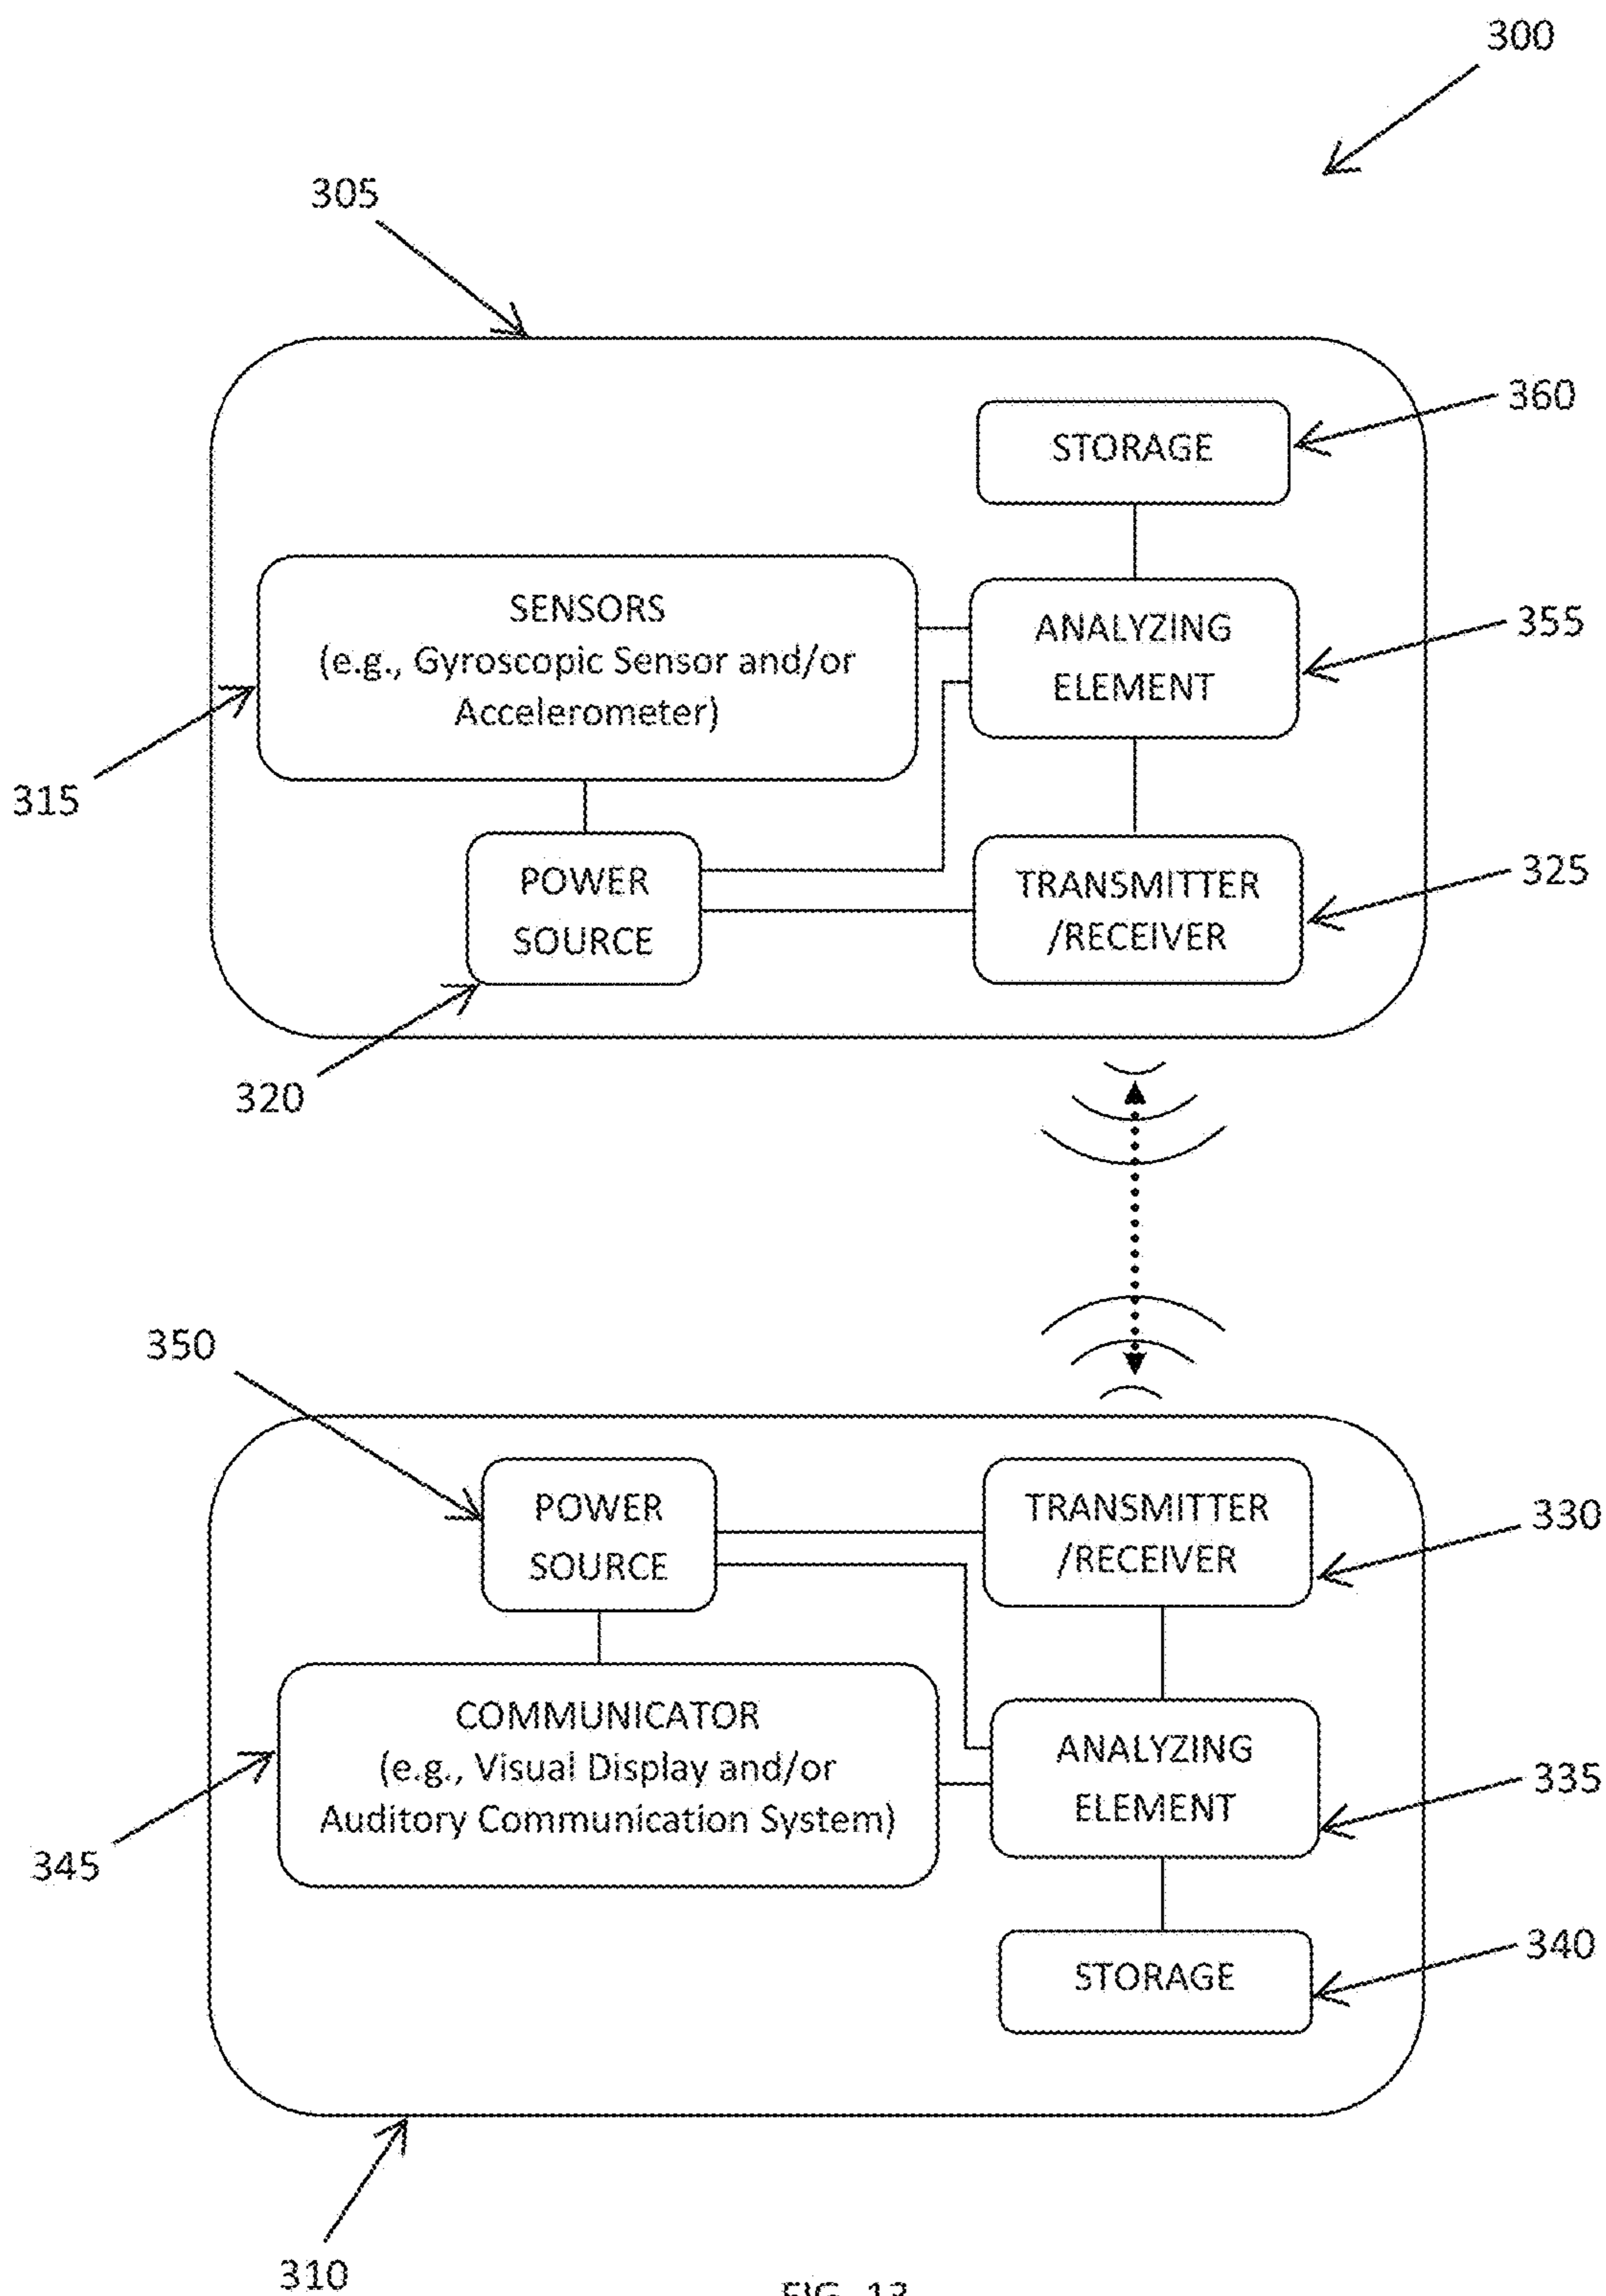 300
305
360
STORAGE
SENSORS
(e.g., Gyroscopic Sensor and/or
Accelerometer)
ANALYZING
ELEMENT
355
315
POWER
SOURCE
TRANSMITTER
/RECEIVER
325
320
350
POWER
SOURCE
TRANSMITTER
/RECEIVER
330
COMMUNICATOR
(e.g., Visual Display and/or
Auditory Communication System)
ANALYZING
ELEMENT
335
345
STORAGE
340
310
FIG. 13